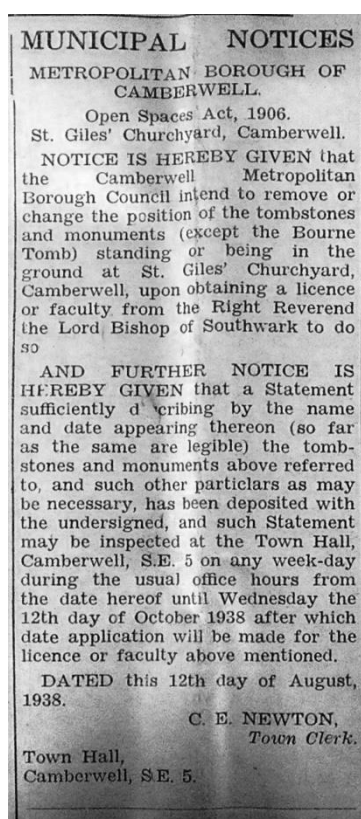 MUNICIPAL NOTICES
METROPOLITAN BOROUGH OF
CAMBERWELL.
Open Spaces Act, 1906.
St. Giles' Churchyard, Camberwell.
NOTICE IS HEREBY GIVEN that
the Camberwell Metropolitan
Borough Council intend to remove or
change the position of the tombstones
and monuments (except the Bourne
Tomb) standing or being in the
ground at St. Giles' Churchyard,
Camberwell, upon obtaining a licence
or faculty from the Right Reverend
the Lord Bishop of Southwark to do
so
AND FURTHER NOTICE IS
HEREBY GIVEN that a Statement
sufficiently d cribing by the name
and date appearing thereon (so far
as the same are legible) the tomb-
stones and monuments above referred
to, and such other particlars as may
be necessary, has been deposited with
the undersigned, and such Statement
may be inspected at the Town Hall,
Camberwell, S.E. 5 on any week-day
during the usual office hours from
the date hereof until Wednesday the
12th day of October 1938 after which
date application will be made for the
licence or faculty above mentioned.
DATED this 12th day of August,
1938.
C. E. NEWTON,
Town Clerk.
Town Hall,
Camberwell, S.E. 5.